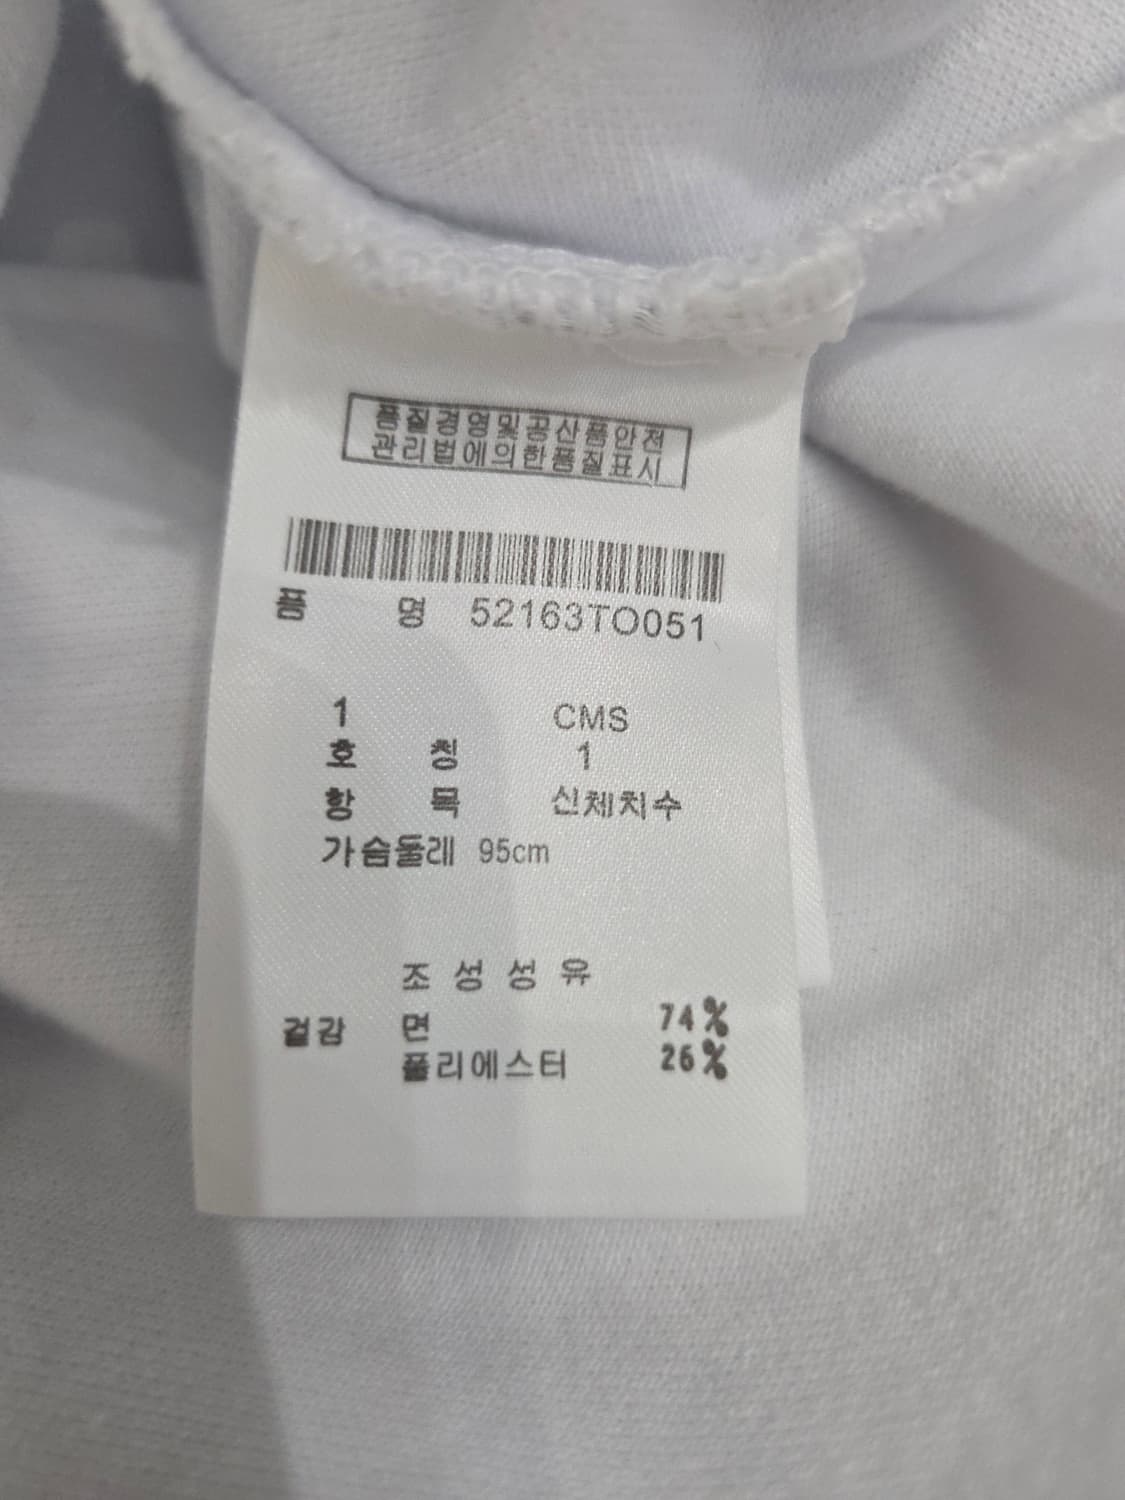 품질경영및공산품안전
관리법에의한품질표시
품 명 52163TO051
1 CMS
호 칭 1
항 목 신체치수
가슴둘레 95cm
조성섬유
겉감 면 74%
폴리에스터 26%